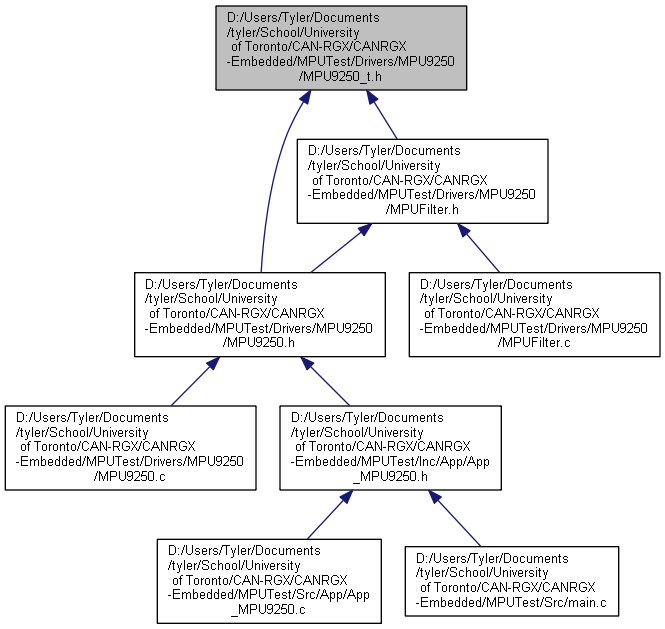 D:/Users/Tyler/Documents
/tyler/School/University
of Toronto/CAN-RGX/CANRGX
-Embedded/MPUTest/Drivers/MPU9250
/MPU9250_t.h
D:/Users/Tyler/Documents
/tyler/School/University
of Toronto/CAN-RGX/CANRGX
-Embedded/MPUTest/Drivers/MPU9250
/MPUFilter.h
D:/Users/Tyler/Documents
/tyler/School/University
of Toronto/CAN-RGX/CANRGX
-Embedded/MPUTest/Drivers/MPU9250
/MPU9250.h
D:/Users/Tyler/Documents
/tyler/School/University
of Toronto/CAN-RGX/CANRGX
-Embedded/MPUTest/Drivers/MPU9250
/MPUFilter.c
D:/Users/Tyler/Documents
/tyler/School/University
of Toronto/CAN-RGX/CANRGX
-Embedded/MPUTest/Drivers/MPU9250
/MPU9250.c
D:/Users/Tyler/Documents
/tyler/School/University
of Toronto/CAN-RGX/CANRGX
-Embedded/MPUTest/Inc/App/App
_MPU9250.h
D:/Users/Tyler/Documents
/tyler/School/University
of Toronto/CAN-RGX/CANRGX
-Embedded/MPUTest/Src/App/App
_MPU9250.c
D:/Users/Tyler/Documents
/tyler/School/University
of Toronto/CAN-RGX/CANRGX
-Embedded/MPUTest/Src/main.c